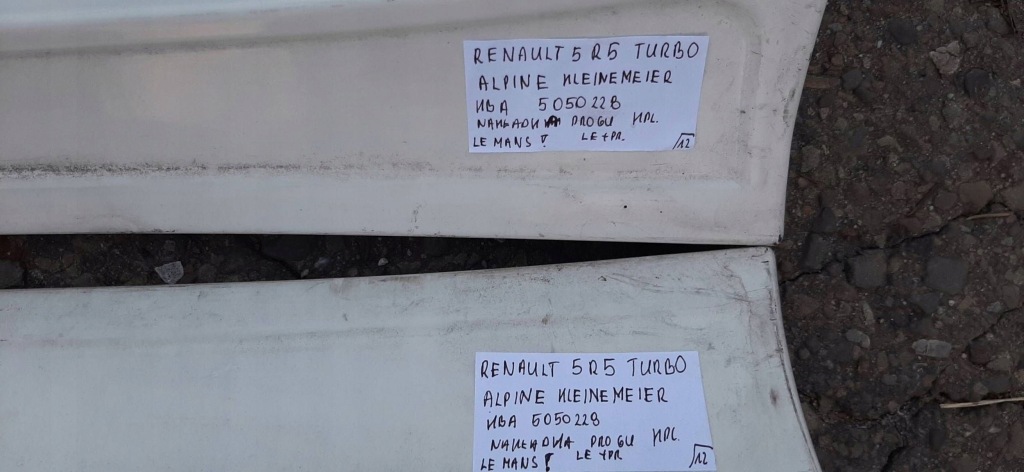 RENAULT 5 R5 TURBO
ALPINE KLEINEMEIER
KBA 5050228
NAKŁADKA PROGU KPL.
LE MANS! LE + PR.
12
RENAULT 5 R5 TURBO
ALPINE KLEINEMEIER
KBA 5050228
NAKŁADKA PROGU KPL.
LE MANS! LE + PR
12